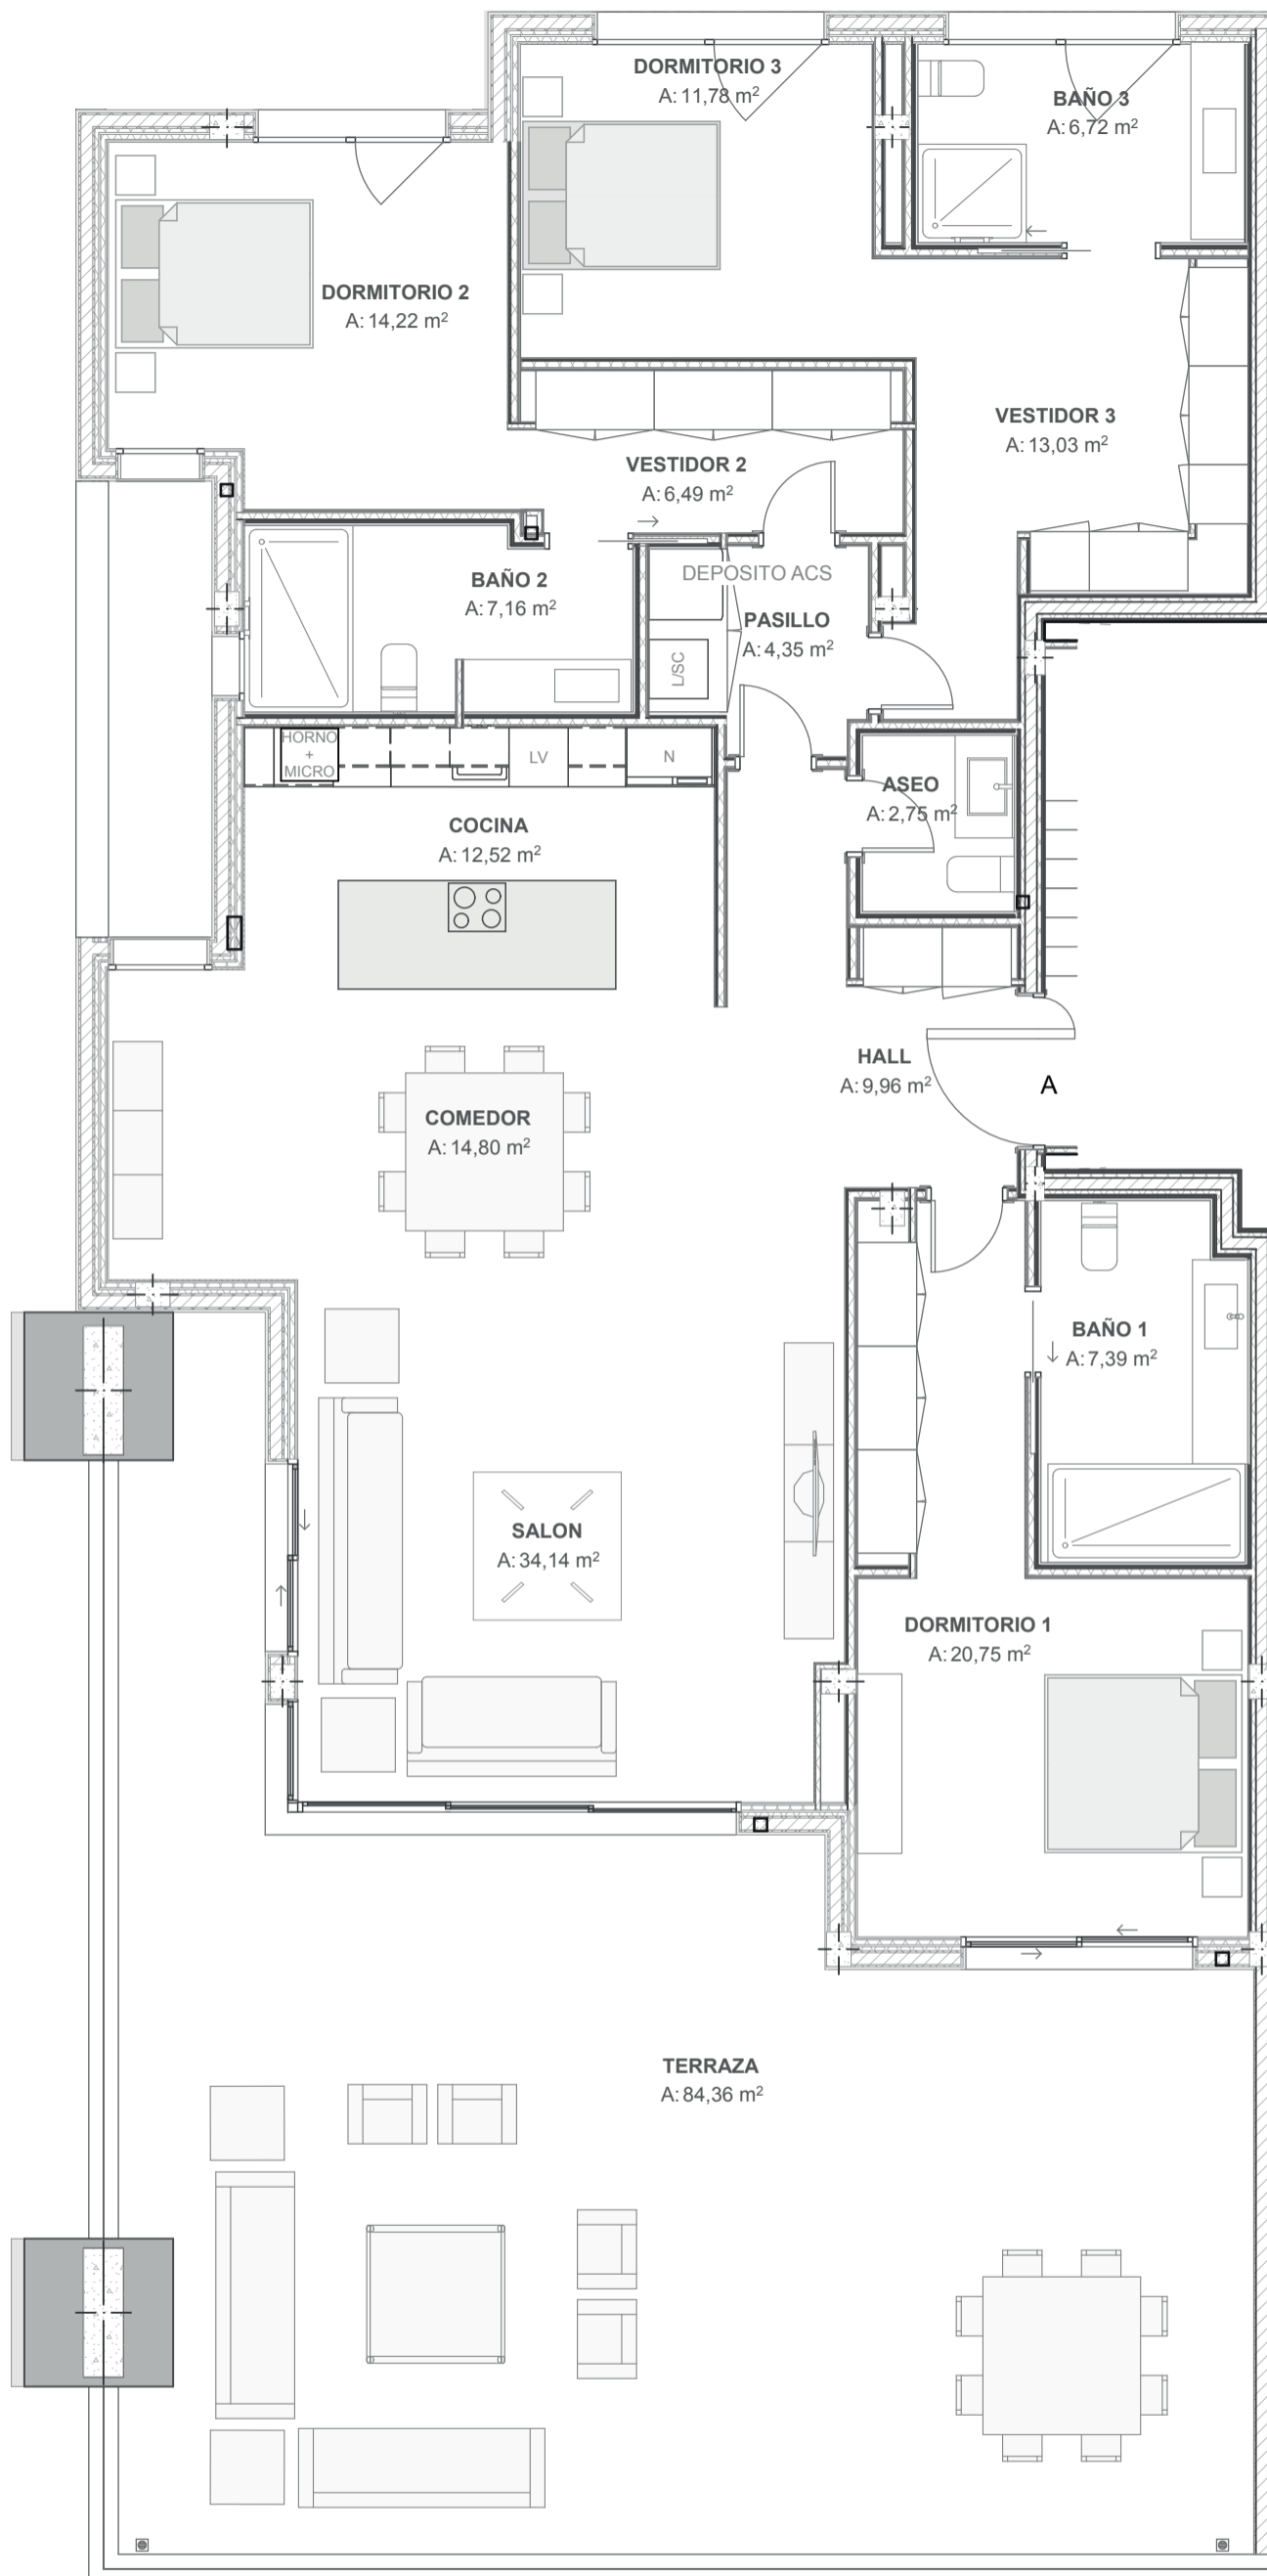 DORMITORIO 3
A: 11,78 m²
BAÑO 3
A: 6,72 m²
DORMITORIO 2
A: 14,22 m²
VESTIDOR 3
A: 13,03 m²
VESTIDOR 2
A: 6,49 m²
DEPOSITO ACS
BAÑO 2
A: 7,16 m²
PASILLO
A: 4,35 m²
L/SC
HORNO
+
MICRO
LV
N
ASEO
A: 2,75 m²
COCINA
A: 12,52 m²
HALL
A: 9,96 m²
A
COMEDOR
A: 14,80 m²
BAÑO 1
A: 7,39 m²
SALON
A: 34,14 m²
DORMITORIO 1
A: 20,75 m²
TERRAZA
A: 84,36 m²